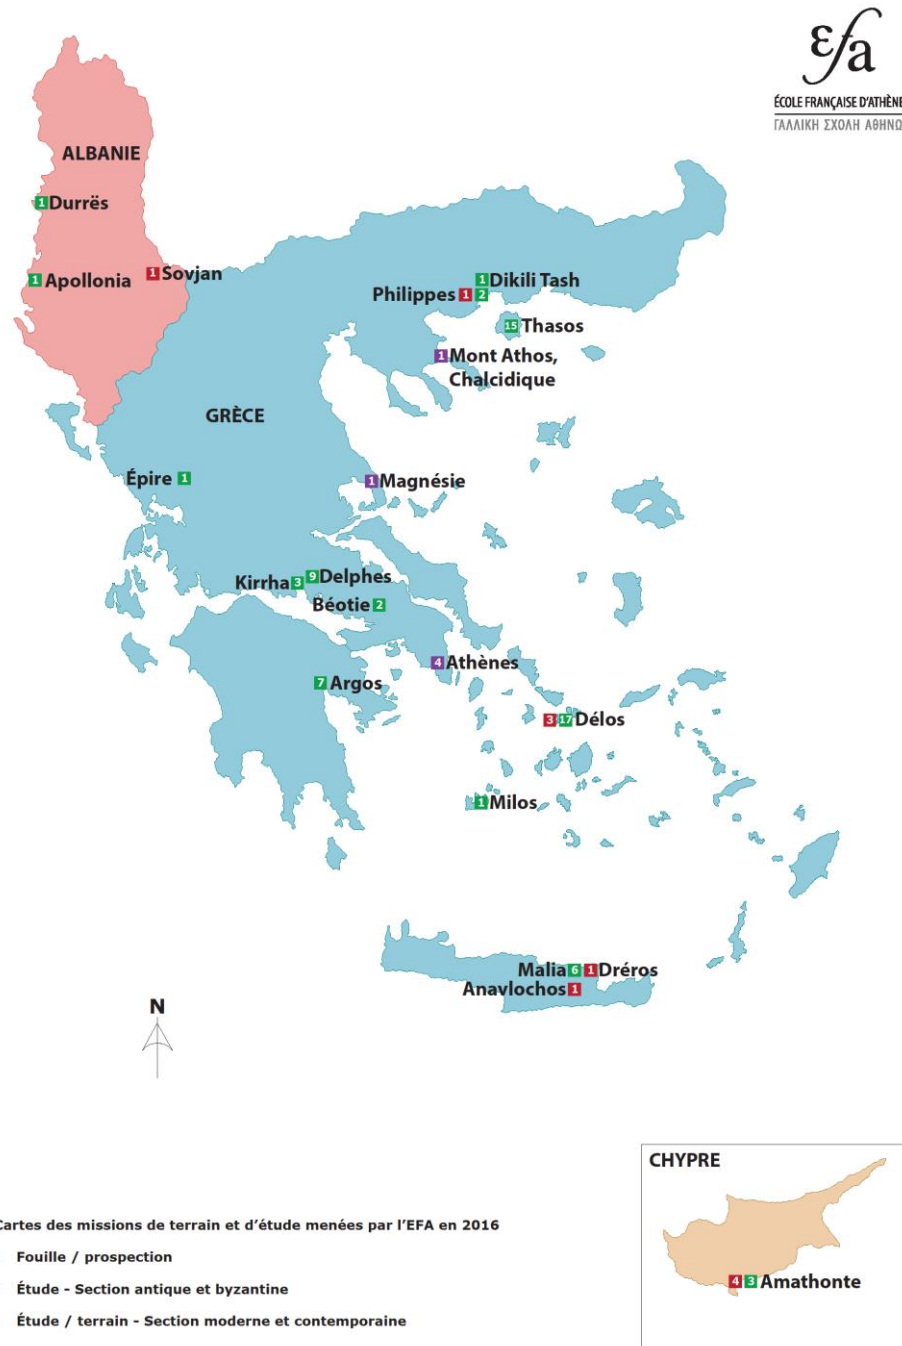 εfa
ÉCOLE FRANÇAISE D'ATHÈNE
ΓΑΛΛΙΚΗ ΣΧΟΛΗ ΑΘΗΝΩ
ALBANIE
1 Durrës
1 Sovjan
1 Apollonia
1 Dikili Tash
Philippes 1 2
15 Thasos
1 Mont Athos,
Chalcidique
GRÈCE
Épire 1
1 Magnésie
9 Delphes
Kirrha 3
Béotie 2
4 Athènes
7 Argos
3 17 Délos
1 Milos
Malia 6 1 Dréros
Anavlochos 1
N
CHYPRE
4 3 Amathonte
Cartes des missions de terrain et d'étude menées par l'EFA en 2016
Fouille / prospection
Étude - Section antique et byzantine
Étude / terrain - Section moderne et contemporaine